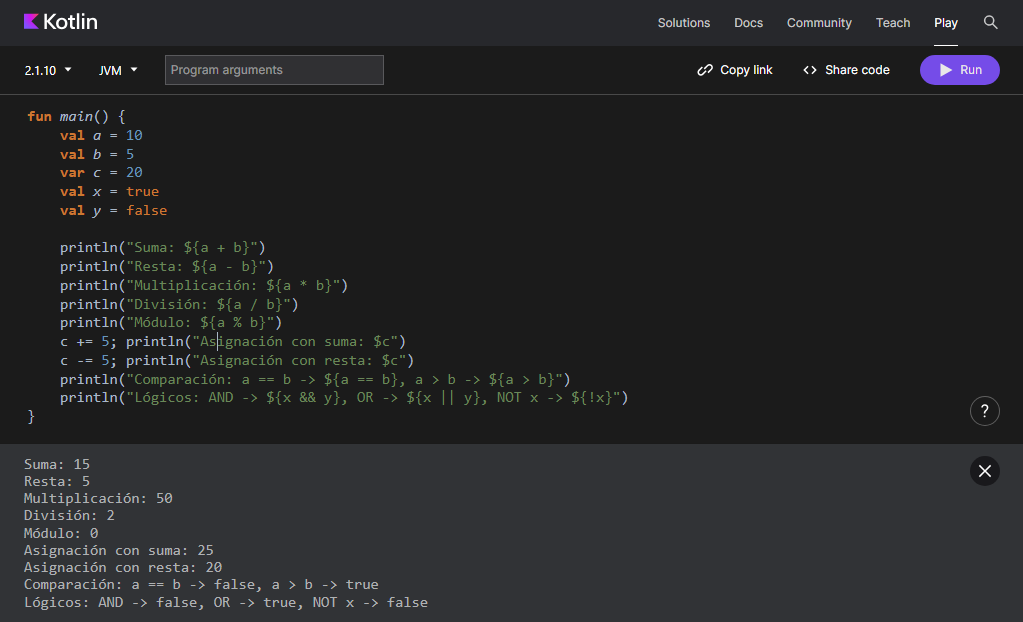 Kotlin
Solutions Docs Community Teach Play
2.1.10 JVM Program arguments Copy link Share code Run
fun main() {
    val a = 10
    val b = 5
    var c = 20
    val x = true
    val y = false

    println("Suma: ${a + b}")
    println("Resta: ${a - b}")
    println("Multiplicación: ${a * b}")
    println("División: ${a / b}")
    println("Módulo: ${a % b}")
    c += 5; println("Asignación con suma: $c")
    c -= 5; println("Asignación con resta: $c")
    println("Comparación: a == b -> ${a == b}, a > b -> ${a > b}")
    println("Lógicos: AND -> ${x && y}, OR -> ${x || y}, NOT x -> ${!x}")
}
?
Suma: 15
Resta: 5
Multiplicación: 50
División: 2
Módulo: 0
Asignación con suma: 25
Asignación con resta: 20
Comparación: a == b -> false, a > b -> true
Lógicos: AND -> false, OR -> true, NOT x -> false